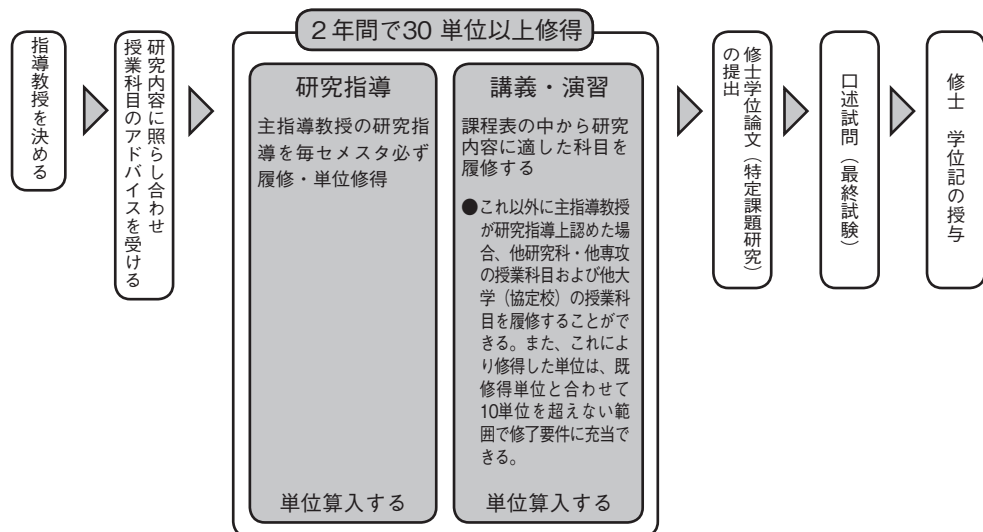 指導教授を決める
研究内容に照らし合わせ
授業科目のアドバイスを受ける
2年間で30 単位以上修得
研究指導
主指導教授の研究指
導を毎セメスタ必ず
履修・単位修得
単位算入する
講義・演習
課程表の中から研究
内容に適した科目を
履修する
●これ以外に主指導教授
が研究指導上認めた場
合、他研究科・他専攻
の授業科目および他大
学（協定校）の授業科
目を履修することがで
きる。また、これによ
り修得した単位は、既
修得単位と合わせて
10単位を超えない範
囲で修了要件に充当で
きる。
単位算入する
修士学位論文（特定課題研究）
の提出
口述試問（最終試験）
修士　学位記の授与